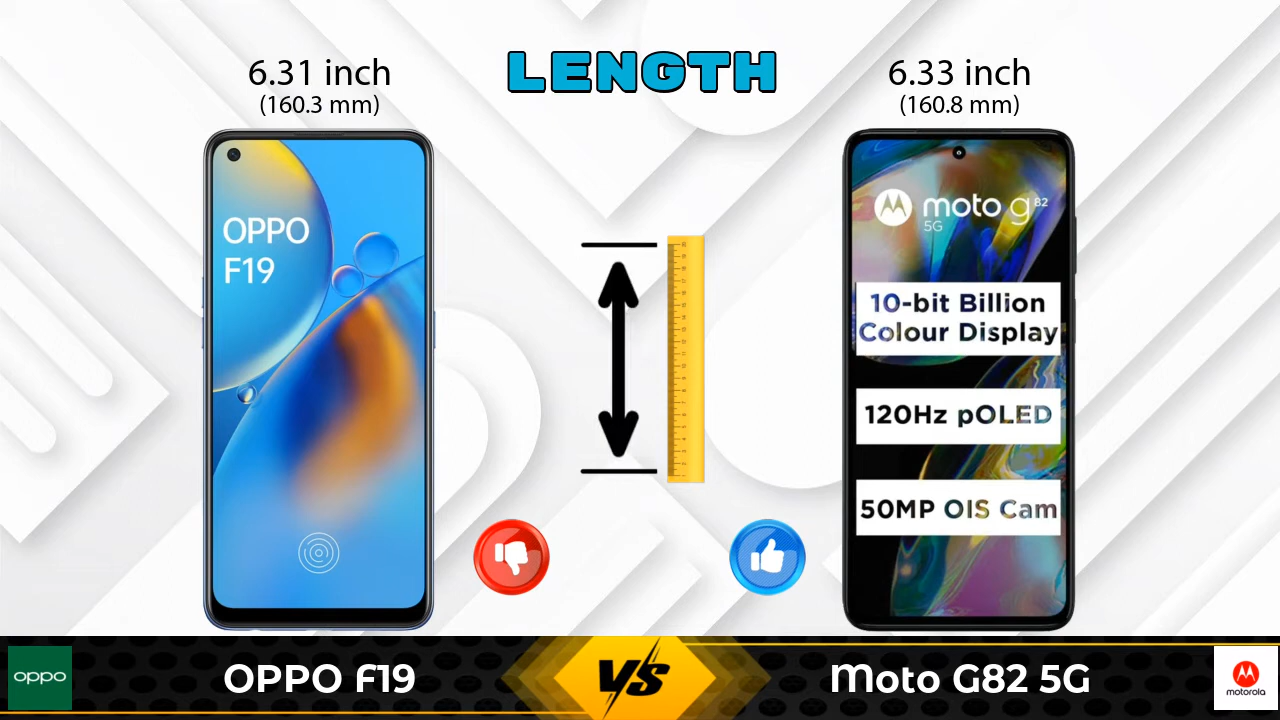 LENGTH
6.31 inch
(160.3 mm)
6.33 inch
(160.8 mm)
OPPO
F19
moto g82
5G
10-bit Billion
Colour Display
120Hz pOLED
50MP OIS Cam
oppo
OPPO F19
VS
Moto G82 5G
motorola